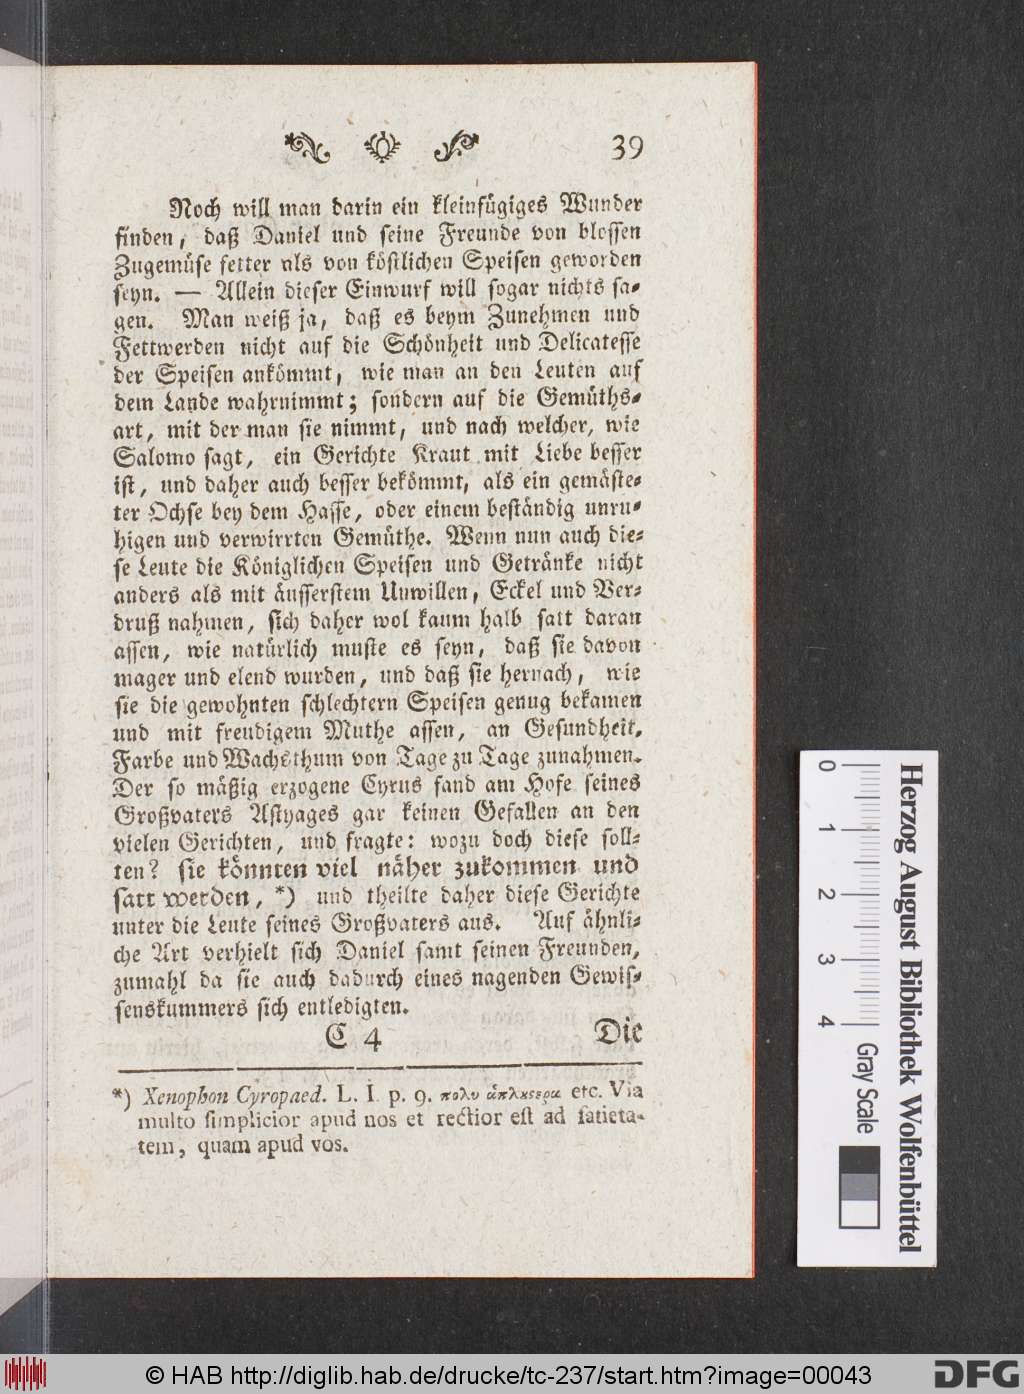 39
Noch will man darin ein kleinfügiges Wunder
finden, daß Daniel und seine Freunde von blossen
Zugemüse fetter als von köstlichen Speisen geworden
seyn. — Allein dieser Einwurf will sogar nichts sa-
gen. Man weiß ja, daß es beym Zunehmen und
Fettwerden nicht auf die Schönheit und Delicatesse
der Speisen ankömmt, wie man an den Leuten auf
dem Lande wahrnimmt; sondern auf die Gemüths-
art, mit der man sie nimmt, und nach welcher, wie
Salomo sagt, ein Gerichte Kraut mit Liebe besser
ist, und daher auch besser bekömmt, als ein gemäste-
ter Ochse bey dem Hasse, oder einem beständig unru-
higen und verwirrten Gemüthe. Wenn nun auch die-
se Leute die Königlichen Speisen und Getränke nicht
anders als mit äusserstem Unwillen, Eckel und Ver-
druß nahmen, sich daher wol kaum halb satt daran
assen, wie natürlich muste es seyn, daß sie davon
mager und elend wurden, und daß sie hernach, wie
sie die gewohnten schlechtern Speisen genug bekamen
und mit freudigem Muthe assen, an Gesundheit,
Farbe und Wachsthum von Tage zu Tage zunahmen.
Der so mäßig erzogene Cyrus fand am Hofe seines
Großvaters Astyages gar keinen Gefallen an den
vielen Gerichten, und fragte: wozu doch diese soll-
ten? sie könnten viel näher zukommen und
satt werden, *) und theilte daher diese Gerichte
unter die Leute seines Großvaters aus. Auf ähnli-
che Art verhielt sich Daniel samt seinen Freunden,
zumahl da sie auch dadurch eines nagenden Gewis-
senskummers sich entledigten.
C 4 Die
*) Xenophon Cyropaed. L. I. p. 9. πολυ ἁπλυςερα etc. Via
multo simplicior apud nos et rectior est ad satieta-
tem, quam apud vos.
0 1 2 3 4
Gray Scale
Herzog August Bibliothek Wolfenbüttel
© HAB http://diglib.hab.de/drucke/tc-237/start.htm?image=00043
DFG